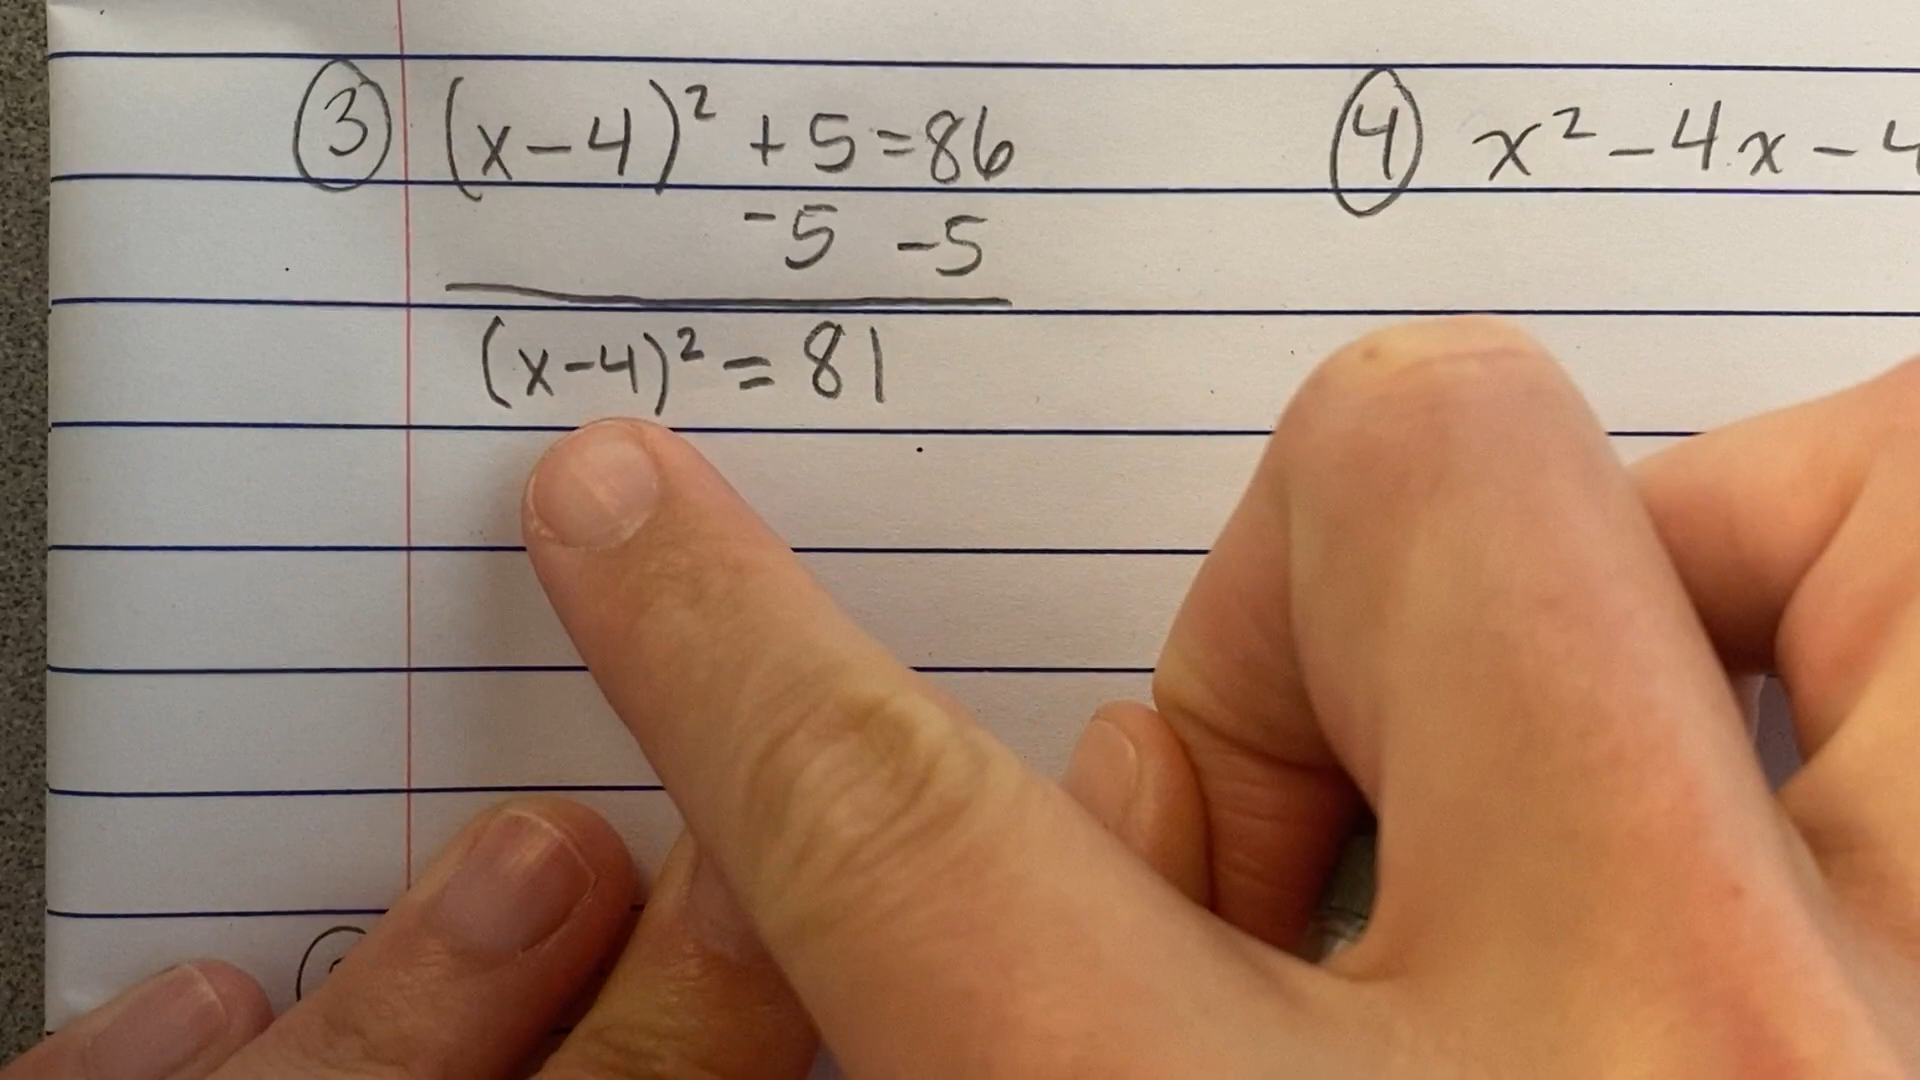 ③ (x-4)² + 5 = 86
-5 -5
(x-4)² = 81
④ x² - 4x - 4